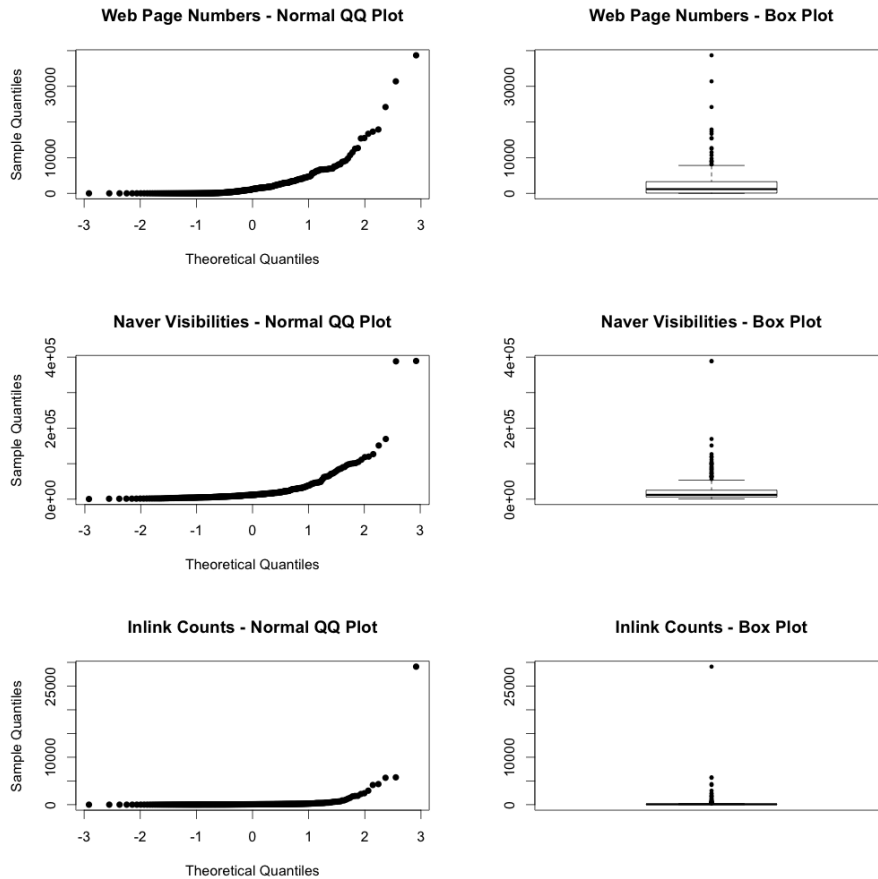 Web Page Numbers - Normal QQ Plot
Sample Quantiles
0
10000
30000
-3 -2 -1 0 1 2 3
Theoretical Quantiles
Web Page Numbers - Box Plot
0
10000
30000
Naver Visibilities - Normal QQ Plot
Sample Quantiles
0e+00
2e+05
4e+05
-3 -2 -1 0 1 2 3
Theoretical Quantiles
Naver Visibilities - Box Plot
0e+00
2e+05
4e+05
Inlink Counts - Normal QQ Plot
Sample Quantiles
0
10000
25000
-3 -2 -1 0 1 2 3
Theoretical Quantiles
Inlink Counts - Box Plot
0
10000
25000